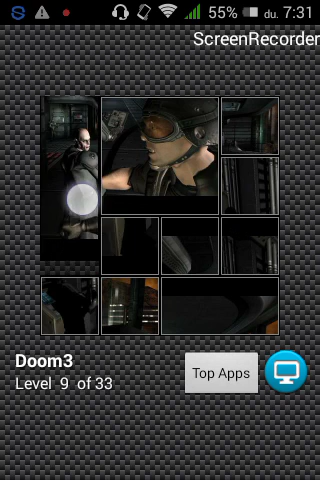 55% du. 7:31
ScreenRecorder
Doom3
Level 9 of 33
Top Apps